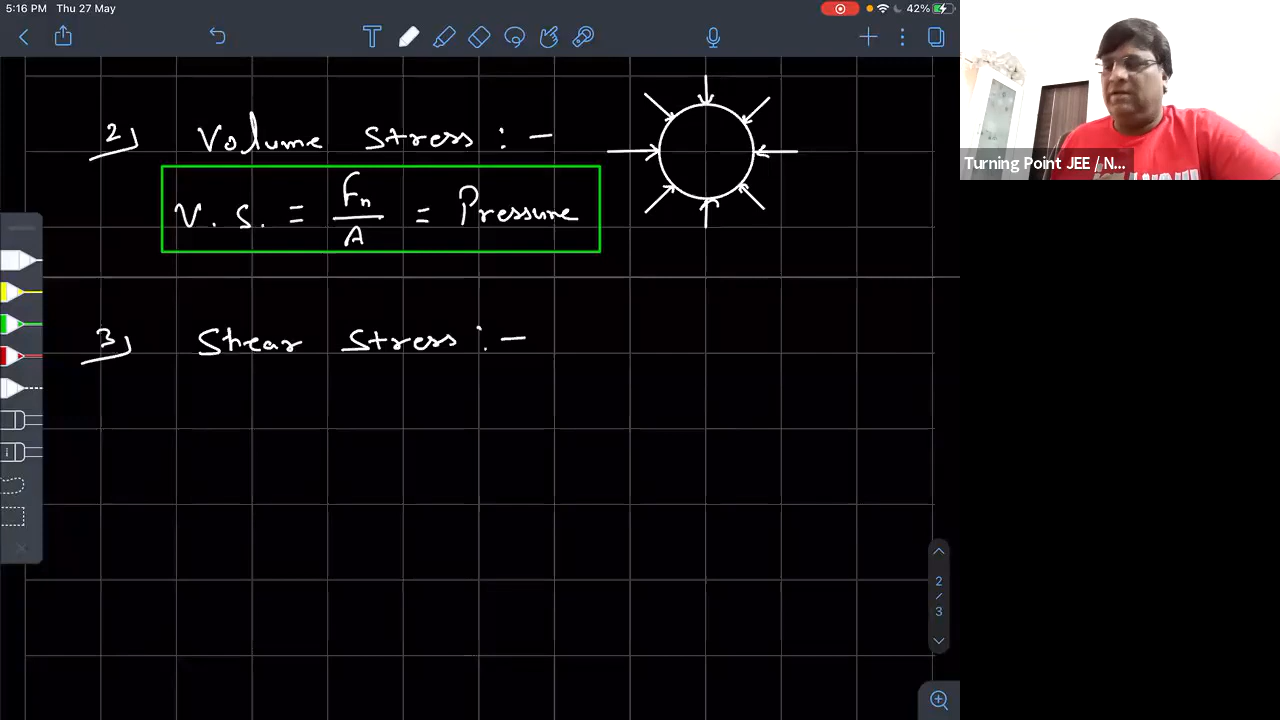 5:16 PM Thu 27 May
42%
2) Volume Stress :-
V. S. = Fn/A = Pressure
Turning Point JEE / N...
3) Shear Stress :-
2
/
3